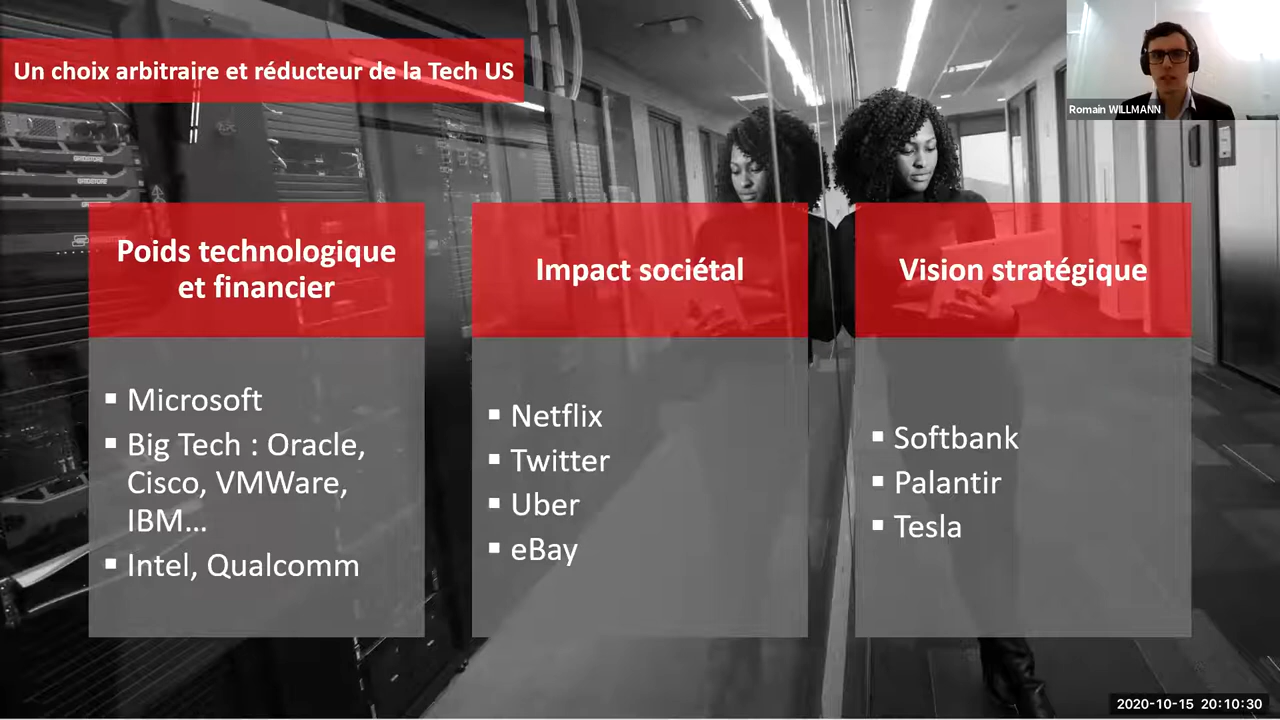 Un choix arbitraire et réducteur de la Tech US
Romain WILLMANN
Poids technologique
et financier
▪ Microsoft
▪ Big Tech : Oracle,
Cisco, VMWare,
IBM...
▪ Intel, Qualcomm
Impact sociétal
▪ Netflix
▪ Twitter
▪ Uber
▪ eBay
Vision stratégique
▪ Softbank
▪ Palantir
▪ Tesla
2020-10-15 20:10:30